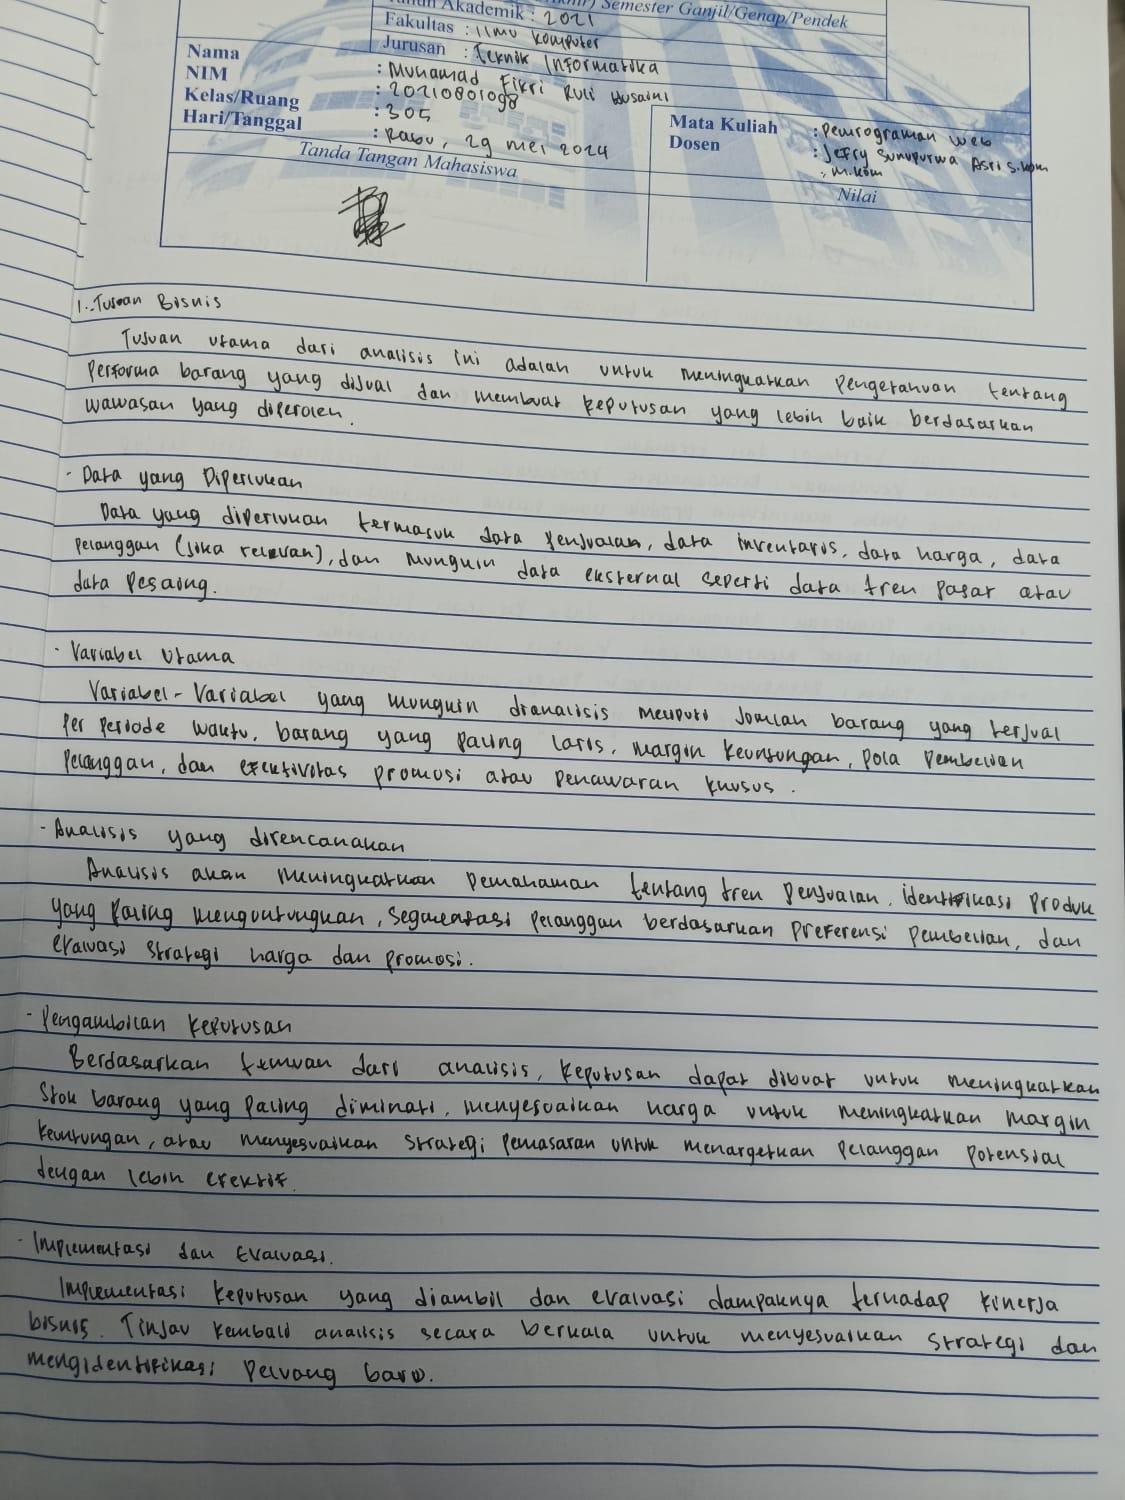 Akademik : 2021
Semester Ganjil/Genap/Pendek
Fakultas : Ilmu Komputer
Jurusan : Teknik Informatika
Nama : Muhamad Fikri Ruli Husaini
NIM : 20210801098
Kelas/Ruang : 305
Hari/Tanggal : Rabu, 29 mei 2024
Mata Kuliah : Pemrograman Web
Dosen : Jefry Sunupurwa Asri S.kom
, M.kom
Tanda Tangan Mahasiswa
Nilai
1. Tujuan Bisnis
Tujuan utama dari analisis ini adalah untuk meningkatkan pengetahuan tentang
performa barang yang dijual dan membuat keputusan yang lebih baik berdasarkan
wawasan yang diperoleh.
- Data yang Diperlukan
Data yang diperlukan termasuk data penjualan, data inventaris, data harga, data
pelanggan (jika relevan), dan mungkin data eksternal seperti data tren pasar atau
data pesaing.
- Variabel Utama
Variabel-Variabel yang mungkin dianalisis meliputi Jumlah barang yang terjual
Per Periode waktu, barang yang paling laris, margin keuntungan, pola pembelian
Pelanggan, dan efektivitas promosi atau penawaran khusus.
- Analisis yang direncanakan
Analisis akan meningkatkan pemahaman tentang tren penjualan, identifikasi produk
yang paling menguntungkan, segmentasi pelanggan berdasarkan preferensi pembelian, dan
evaluasi strategi harga dan promosi.
- Pengambilan keputusan
Berdasarkan temuan dari analisis, keputusan dapat dibuat untuk meningkatkan
Stok barang yang paling diminati, menyesuaikan harga untuk meningkatkan margin
keuntungan, atau menyesuaikan strategi pemasaran untuk menargetkan pelanggan potensial
dengan lebih efektif.
- Implementasi dan Evaluasi.
Implementasi keputusan yang diambil dan evaluasi dampaknya terhadap kinerja
bisnis. Tinjau kembali analisis secara berkala untuk menyesuaikan strategi dan
mengidentifikasi peluang baru.